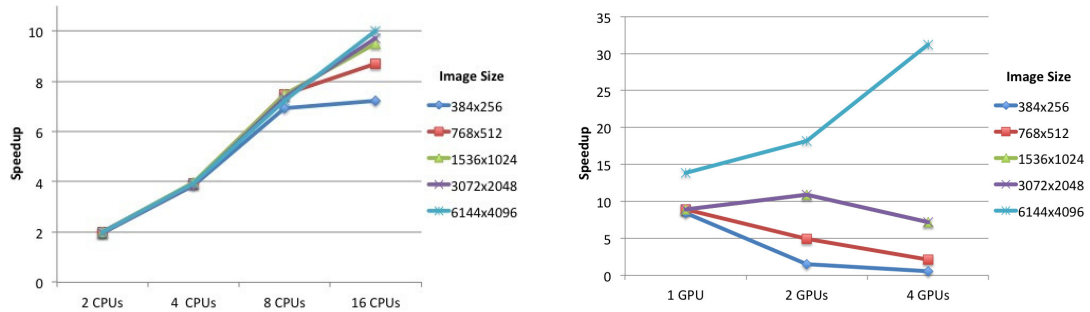 10
8
6
4
2
0
Speedup
2 CPUs
4 CPUs
8 CPUs
16 CPUs
Image Size
384x256
768x512
1536x1024
3072x2048
6144x4096
35
30
25
20
15
10
5
0
Speedup
1 GPU
2 GPUs
4 GPUs
Image Size
384x256
768x512
1536x1024
3072x2048
6144x4096